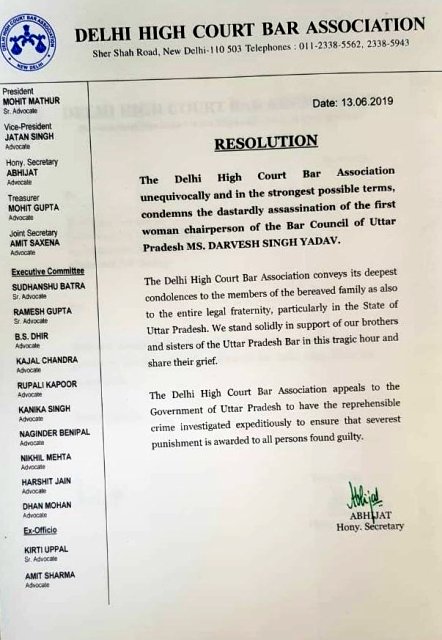 DELHI HIGH COURT BAR ASSOCIATION
Sher Shah Road, New Delhi-110 503 Telephones : 011-2338-5562, 2338-5943
President
MOHIT MATHUR
Sr. Advocate
Vice-President
JATAN SINGH
Advocate
Hony. Secretary
ABHIJAT
Advocate
Treasurer
MOHIT GUPTA
Advocate
Joint Secretary
AMIT SAXENA
Advocate
Executive Committee
SUDHANSHU BATRA
Sr. Advocate
RAMESH GUPTA
Sr. Advocate
B.S. DHIR
Advocate
KAJAL CHANDRA
Advocate
RUPALI KAPOOR
Advocate
KANIKA SINGH
Advocate
NAGINDER BENIPAL
Advocate
NIKHIL MEHTA
Advocate
HARSHIT JAIN
Advocate
DHAN MOHAN
Advocate
Ex-Officio
KIRTI UPPAL
Sr. Advocate
AMIT SHARMA
Advocate
Date: 13.06.2019
RESOLUTION
The Delhi High Court Bar Association
unequivocally and in the strongest possible terms,
condemns the dastardly assassination of the first
woman chairperson of the Bar Council of Uttar
Pradesh MS. DARVESH SINGH YADAV.
The Delhi High Court Bar Association conveys its deepest
condolences to the members of the bereaved family as also
to the entire legal fraternity, particularly in the State of
Uttar Pradesh. We stand solidly in support of our brothers
and sisters of the Uttar Pradesh Bar in this tragic hour and
share their grief.
The Delhi High Court Bar Association appeals to the
Government of Uttar Pradesh to have the reprehensible
crime investigated expeditiously to ensure that severest
punishment is awarded to all persons found guilty.
Abhijat
ABHIJAT
Hony. Secretary